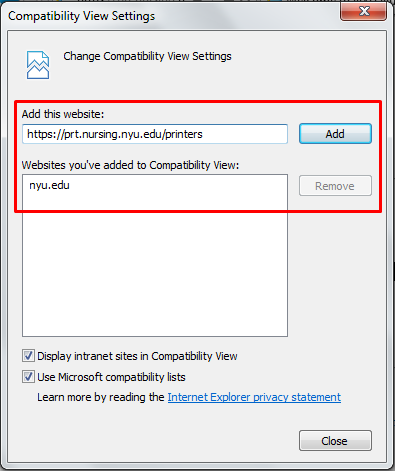 Compatibility View Settings
Change Compatibility View Settings
Add this website:
https://prt.nursing.nyu.edu/printers
Add
Websites you've added to Compatibility View:
nyu.edu
Remove
Display intranet sites in Compatibility View
Use Microsoft compatibility lists
Learn more by reading the Internet Explorer privacy statement
Close